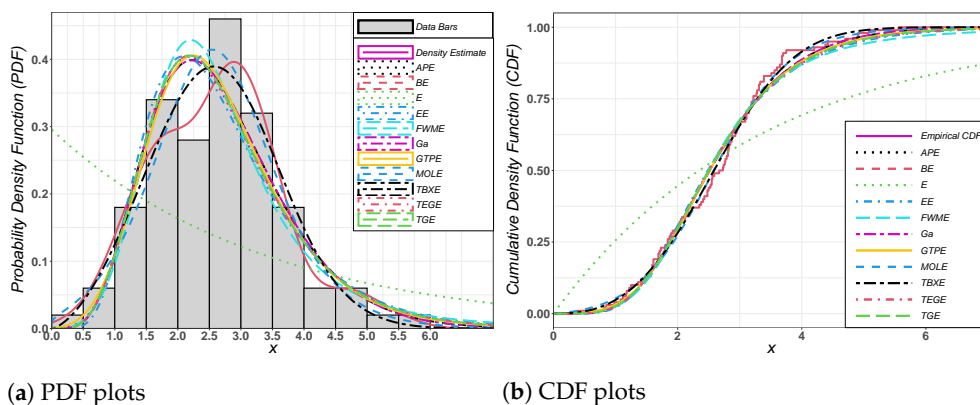 Probability Density Function (PDF)
0.4
0.3
0.2
0.1
0.0
0.0 0.5 1.0 1.5 2.0 2.5 3.0 3.5 4.0 4.5 5.0 5.5 6.0
x
Data Bars
Density Estimate
APE
BE
E
EE
FWME
Ga
GTPE
MOLE
TBXE
TEGE
TGE
(a) PDF plots
Cumulative Density Function (CDF)
1.00
0.75
0.50
0.25
0.00
0 2 4 6
x
Empirical CDF
APE
BE
E
EE
FWME
Ga
GTPE
MOLE
TBXE
TEGE
TGE
(b) CDF plots